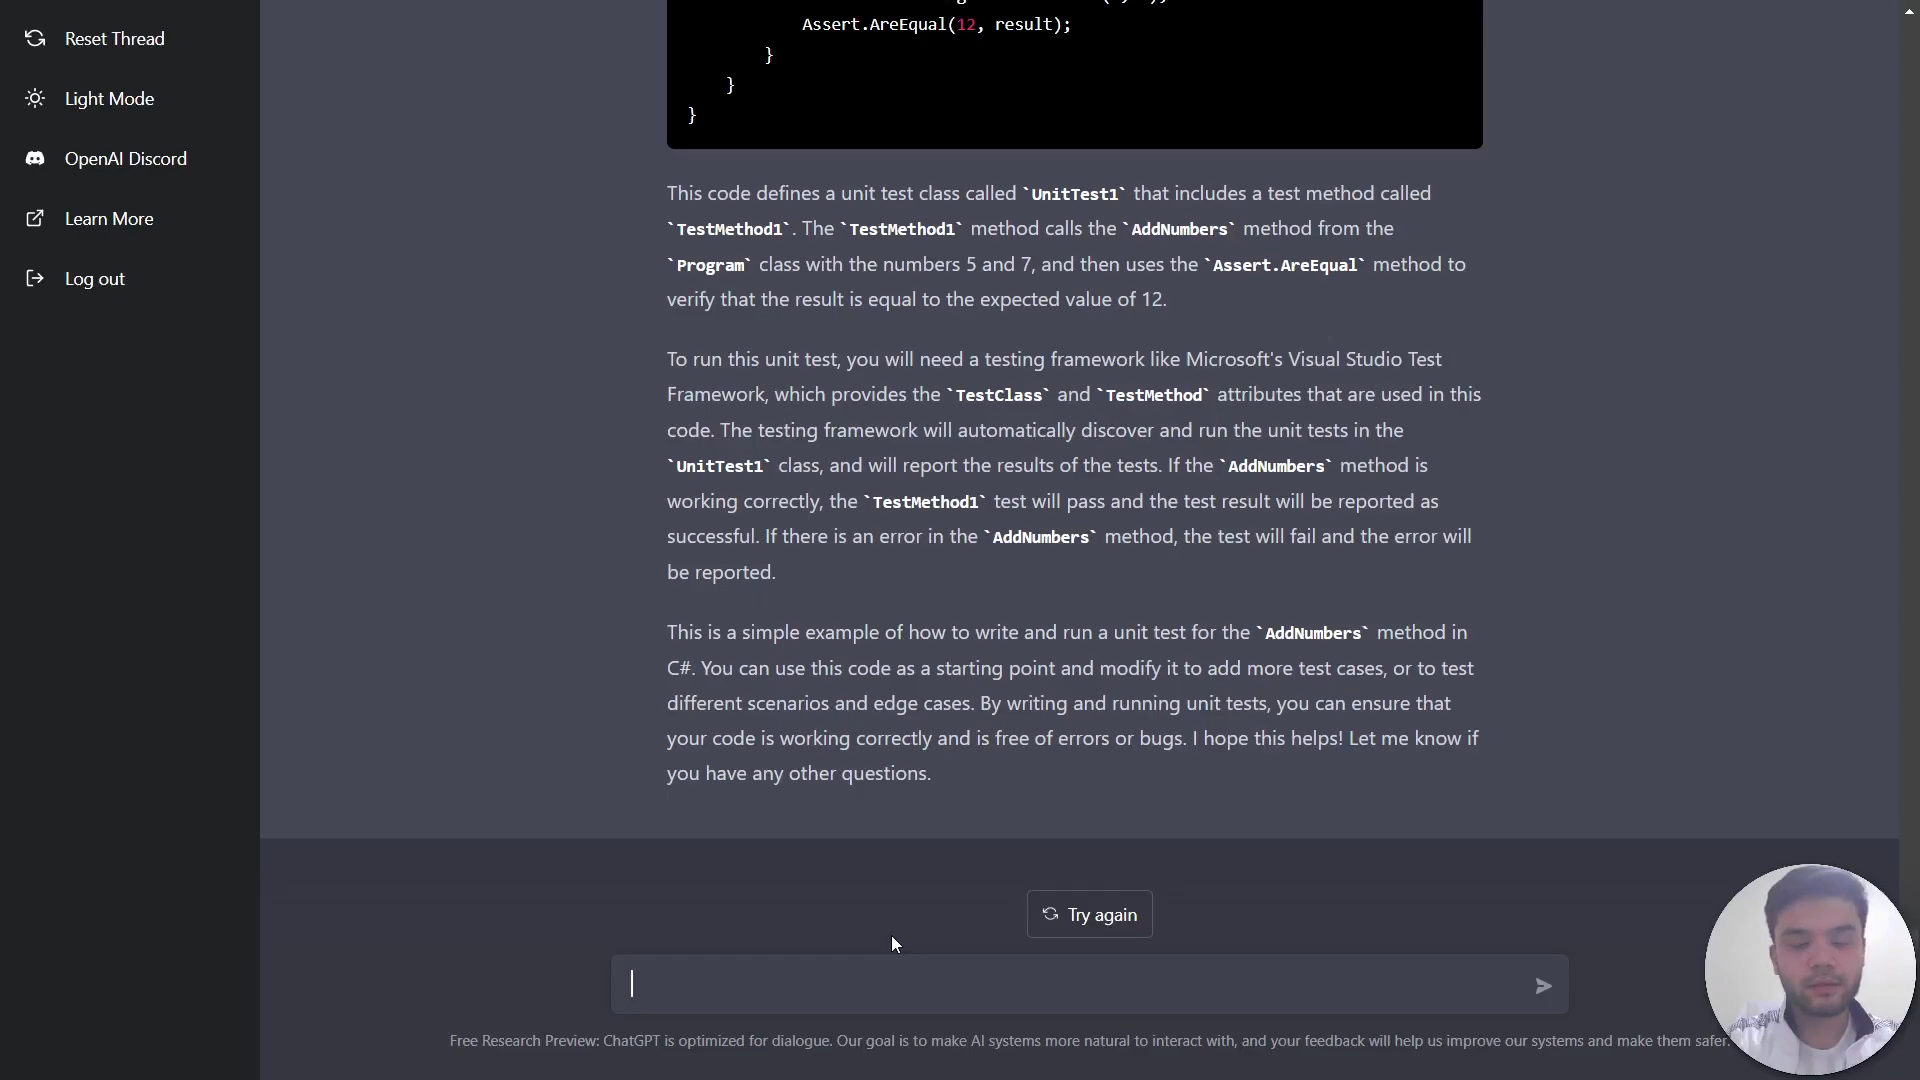 Reset Thread
Light Mode
OpenAI Discord
Learn More
Log out
Assert.AreEqual(12, result);
}
}
}
This code defines a unit test class called `UnitTest1` that includes a test method called
`TestMethod1`. The `TestMethod1` method calls the `AddNumbers` method from the
`Program` class with the numbers 5 and 7, and then uses the `Assert.AreEqual` method to
verify that the result is equal to the expected value of 12.
To run this unit test, you will need a testing framework like Microsoft's Visual Studio Test
Framework, which provides the `TestClass` and `TestMethod` attributes that are used in this
code. The testing framework will automatically discover and run the unit tests in the
`UnitTest1` class, and will report the results of the tests. If the `AddNumbers` method is
working correctly, the `TestMethod1` test will pass and the test result will be reported as
successful. If there is an error in the `AddNumbers` method, the test will fail and the error will
be reported.
This is a simple example of how to write and run a unit test for the `AddNumbers` method in
C#. You can use this code as a starting point and modify it to add more test cases, or to test
different scenarios and edge cases. By writing and running unit tests, you can ensure that
your code is working correctly and is free of errors or bugs. I hope this helps! Let me know if
you have any other questions.
Try again
Free Research Preview: ChatGPT is optimized for dialogue. Our goal is to make AI systems more natural to interact with, and your feedback will help us improve our systems and make them safer.